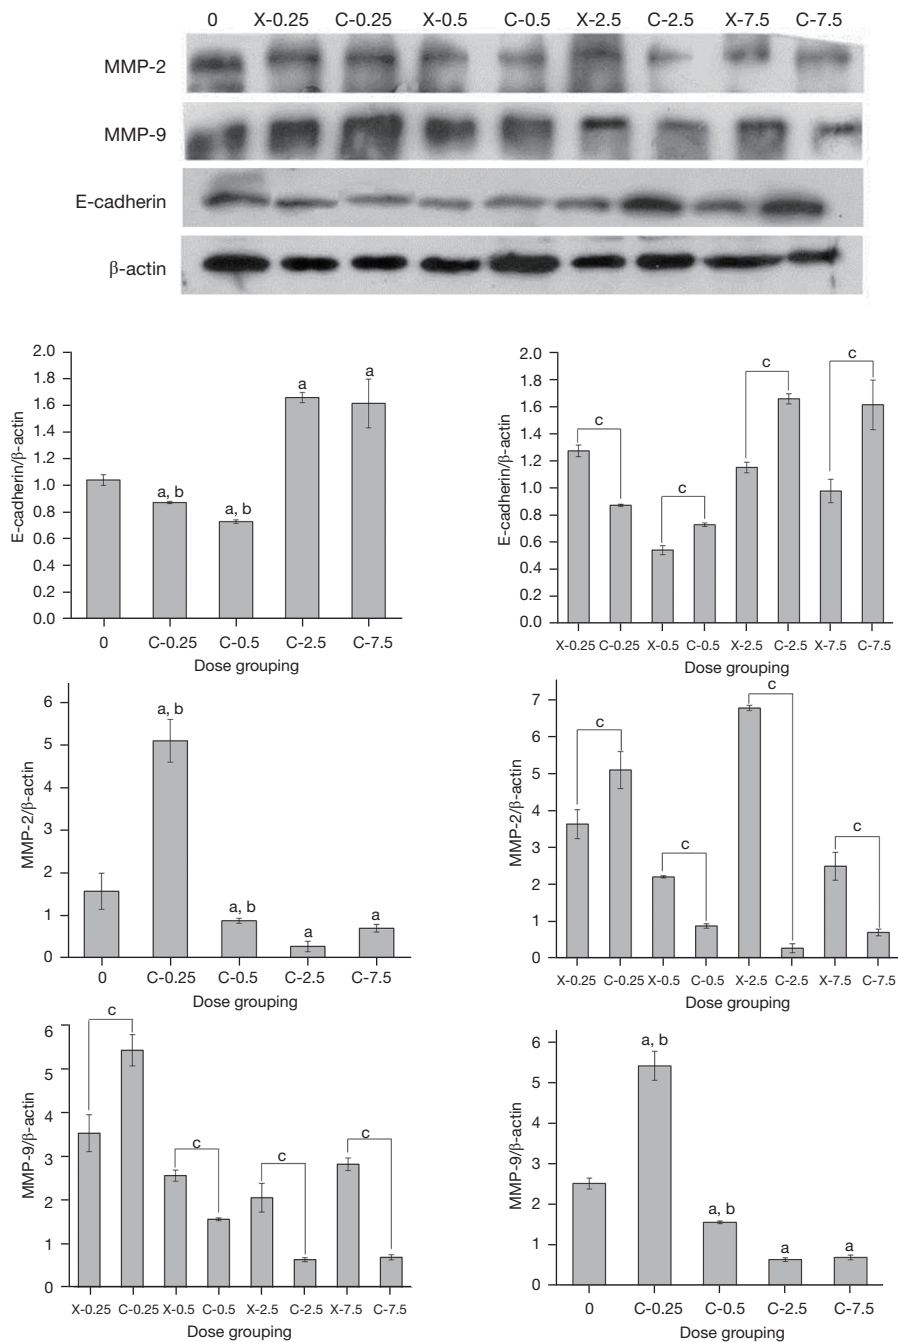 0 X-0.25 C-0.25 X-0.5 C-0.5 X-2.5 C-2.5 X-7.5 C-7.5
MMP-2
MMP-9
E-cadherin
β-actin
E-cadherin/β-actin
2.0
1.8
1.6
1.4
1.2
1.0
0.8
0.6
0.4
0.2
0.0
a, b
a, b
a
a
0 C-0.25 C-0.5 C-2.5 C-7.5
Dose grouping
E-cadherin/β-actin
2.0
1.8
1.6
1.4
1.2
1.0
0.8
0.6
0.4
0.2
0.0
c
c
c
c
X-0.25 C-0.25 X-0.5 C-0.5 X-2.5 C-2.5 X-7.5 C-7.5
Dose grouping
MMP-2/β-actin
6
5
4
3
2
1
0
a, b
a, b
a
a
0 C-0.25 C-0.5 C-2.5 C-7.5
Dose grouping
MMP-2/β-actin
7
6
5
4
3
2
1
0
c
c
c
c
X-0.25 C-0.25 X-0.5 C-0.5 X-2.5 C-2.5 X-7.5 C-7.5
Dose grouping
MMP-9/β-actin
6
5
4
3
2
1
0
c
c
c
c
X-0.25 C-0.25 X-0.5 C-0.5 X-2.5 C-2.5 X-7.5 C-7.5
Dose grouping
MMP-9/β-actin
6
5
4
3
2
1
0
a, b
a, b
a
a
0 C-0.25 C-0.5 C-2.5 C-7.5
Dose grouping